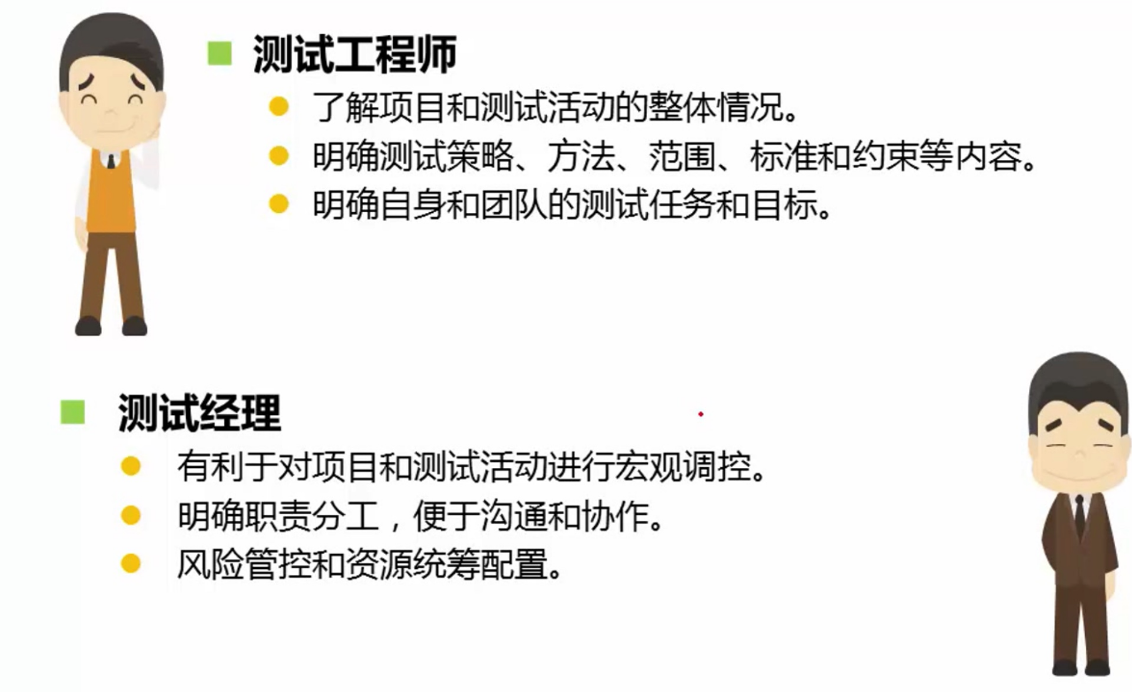 测试工程师
了解项目和测试活动的整体情况。
明确测试策略、方法、范围、标准和约束等内容。
明确自身和团队的测试任务和目标。
测试经理
有利于对项目和测试活动进行宏观调控。
明确职责分工，便于沟通和协作。
风险管控和资源统筹配置。